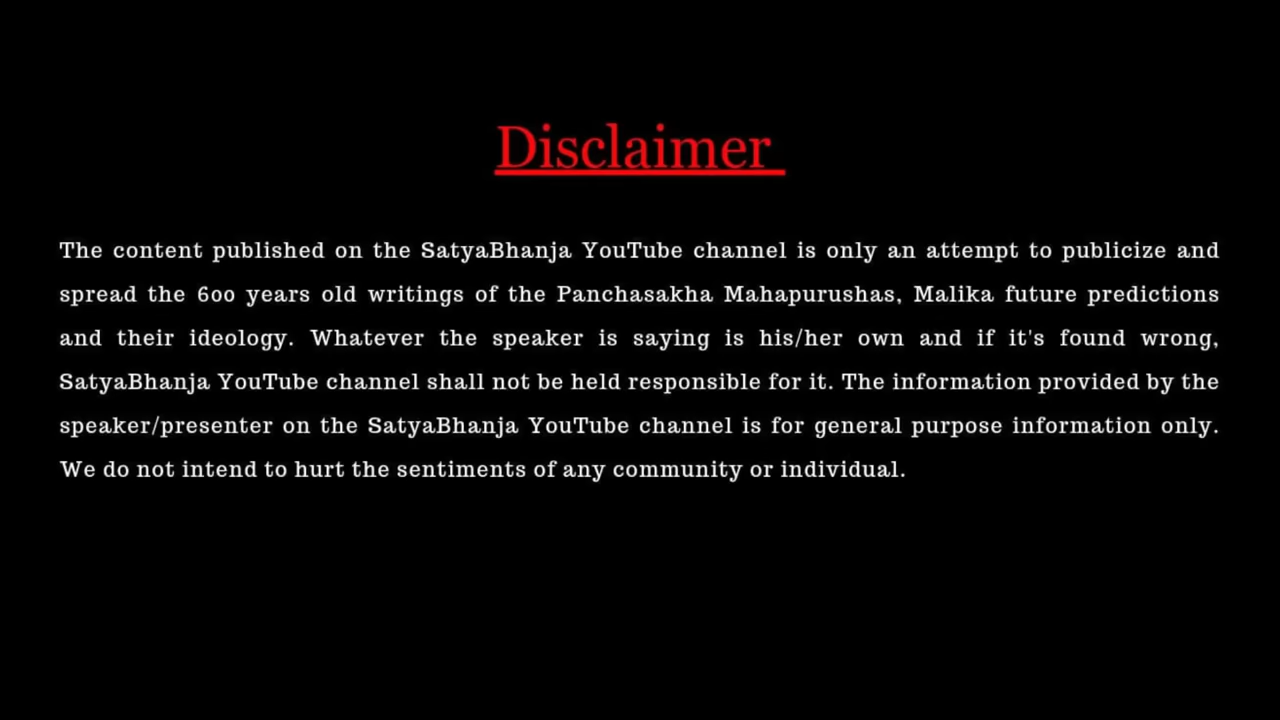 Disclaimer
The content published on the SatyaBhanja YouTube channel is only an attempt to publicize and
spread the 600 years old writings of the Panchasakha Mahapurushas, Malika future predictions
and their ideology. Whatever the speaker is saying is his/her own and if it's found wrong,
SatyaBhanja YouTube channel shall not be held responsible for it. The information provided by the
speaker/presenter on the SatyaBhanja YouTube channel is for general purpose information only.
We do not intend to hurt the sentiments of any community or individual.